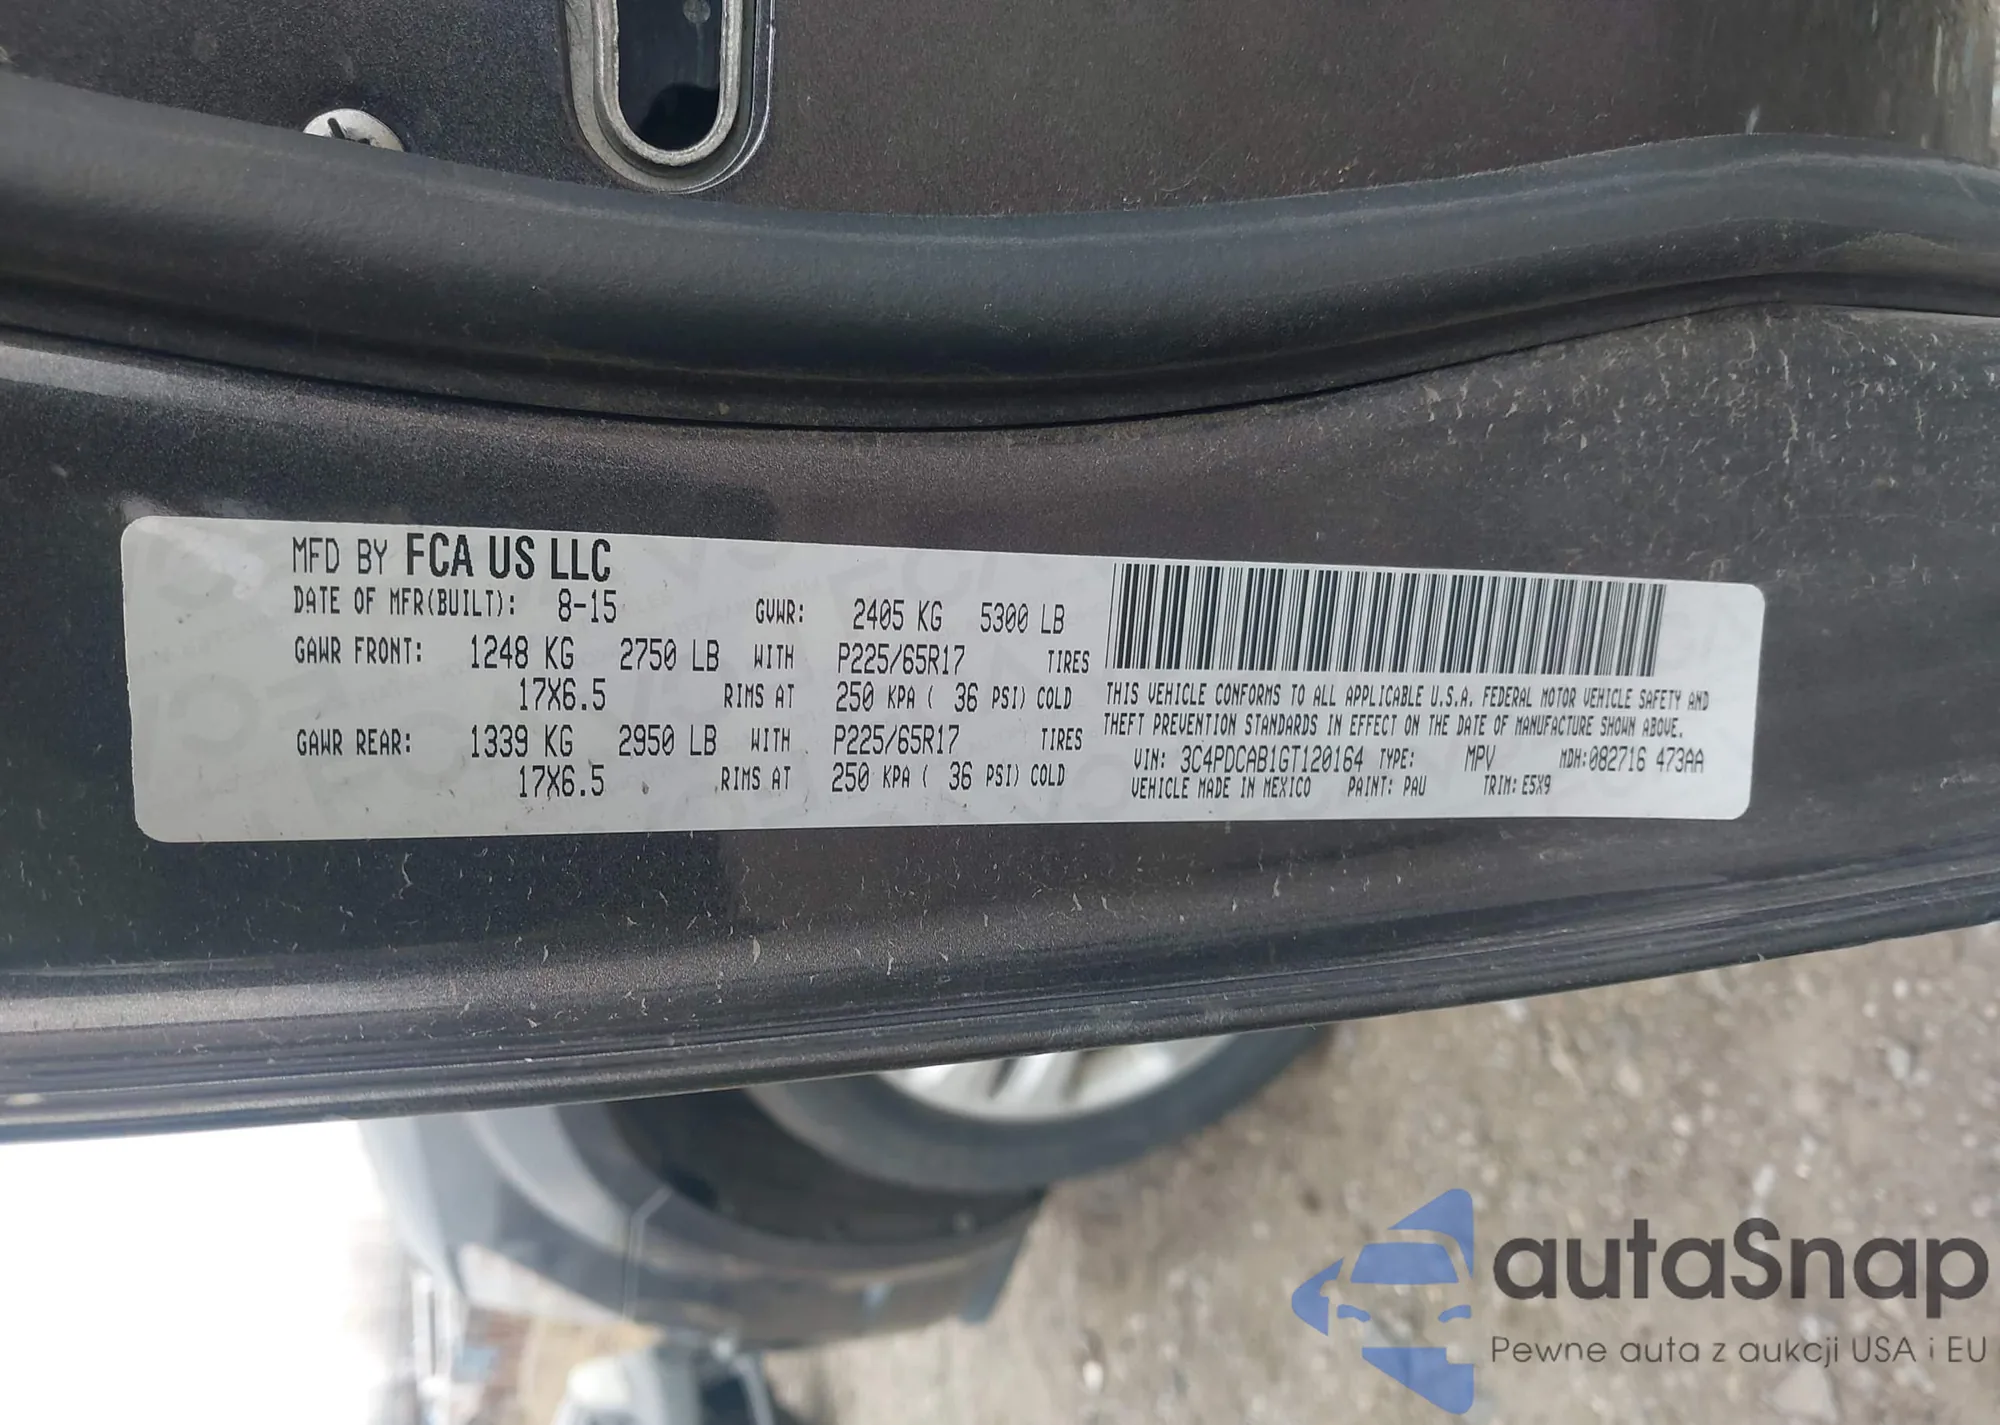 MFD BY FCA US LLC
DATE OF MFR(BUILT): 8-15 GVWR: 2405 KG 5300 LB
GAWR FRONT: 1248 KG 2750 LB WITH P225/65R17 TIRES
17X6.5 RIMS AT 250 KPA ( 36 PSI) COLD
GAWR REAR: 1339 KG 2950 LB WITH P225/65R17 TIRES
17X6.5 RIMS AT 250 KPA ( 36 PSI) COLD
THIS VEHICLE CONFORMS TO ALL APPLICABLE U.S.A. FEDERAL MOTOR VEHICLE SAFETY AND
THEFT PREVENTION STANDARDS IN EFFECT ON THE DATE OF MANUFACTURE SHOWN ABOVE.
VIN: 3C4PDCAB1GT120164 TYPE: MPV MDH:082716 473AA
VEHICLE MADE IN MEXICO PAINT: PAU TRIM: E5X9
autaSnap
Pewne auta z aukcji USA i EU